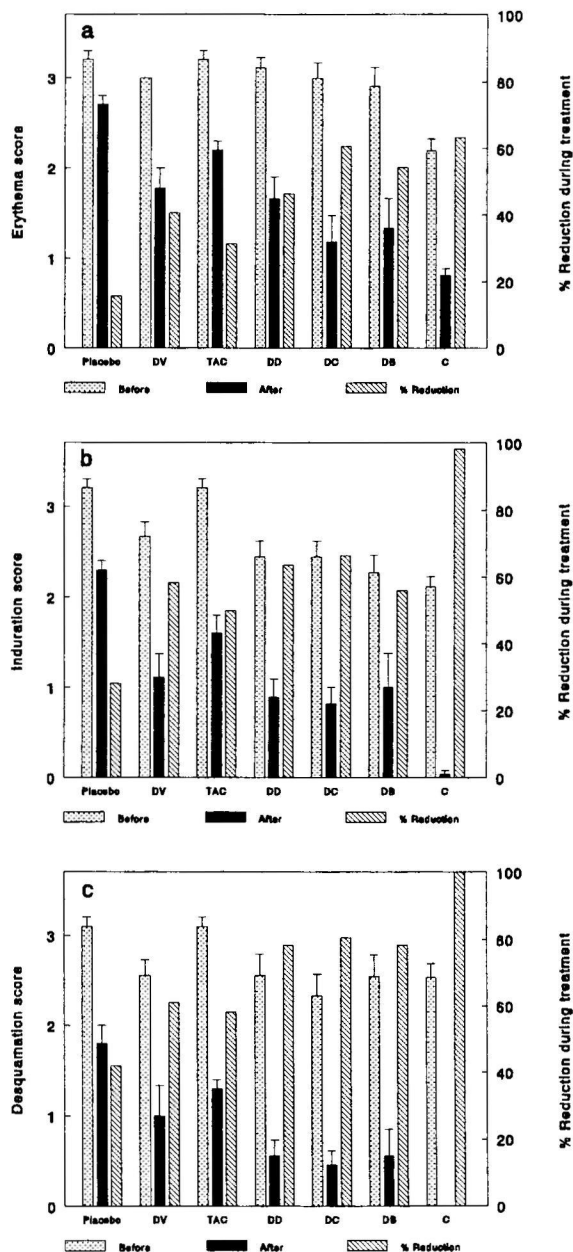 a
Erythema score
3
2
1
0
100
80
60
40
20
0
% Reduction during treatment
Placebo DV TAC DD DC DB C
Before After % Reduction
b
Induration score
3
2
1
0
100
80
60
40
20
0
% Reduction during treatment
Placebo DV TAC DD DC DB C
Before After % Reduction
c
Desquamation score
3
2
1
0
100
80
60
40
20
0
% Reduction during treatment
Placebo DV TAC DD DC DB C
Before After % Reduction